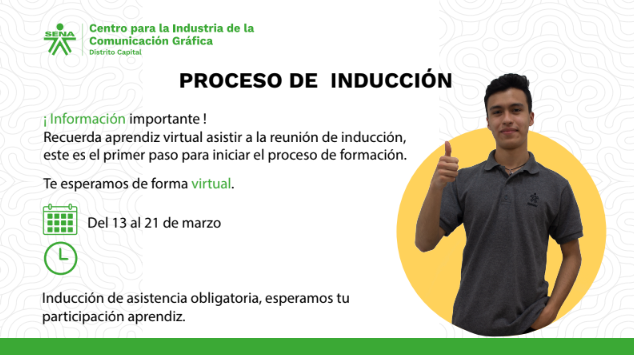 SENA
Centro para la Industria de la
Comunicación Gráfica
Distrito Capital
PROCESO DE INDUCCIÓN
¡ Información importante !
Recuerda aprendiz virtual asistir a la reunión de inducción,
este es el primer paso para iniciar el proceso de formación.
Te esperamos de forma virtual.
Del 13 al 21 de marzo
Inducción de asistencia obligatoria, esperamos tu
participación aprendiz.